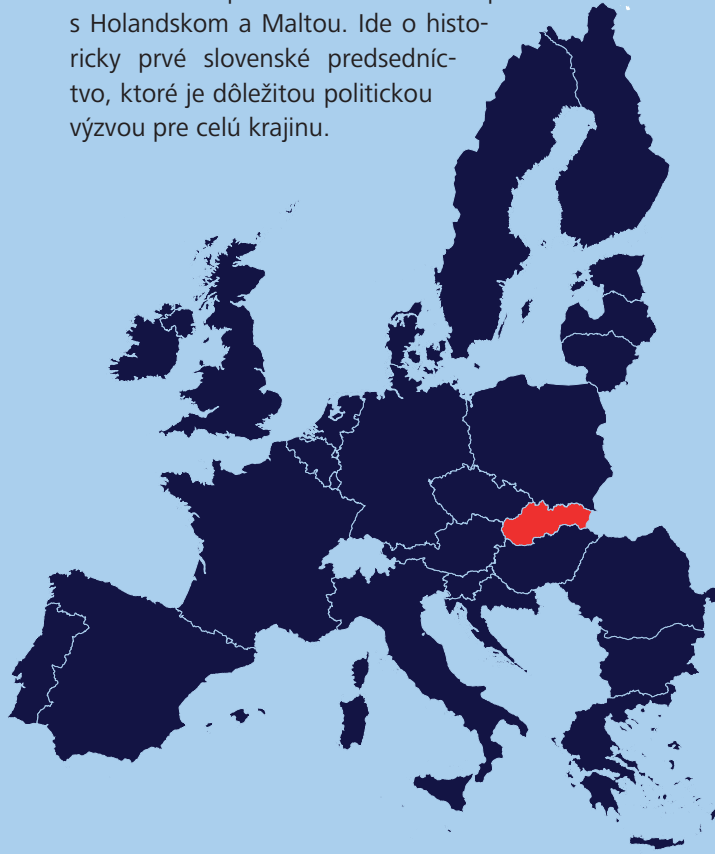 s Holandskom a Maltou. Ide o histo-
ricky prvé slovenské predsedníc-
tvo, ktoré je dôležitou politickou
výzvou pre celú krajinu.